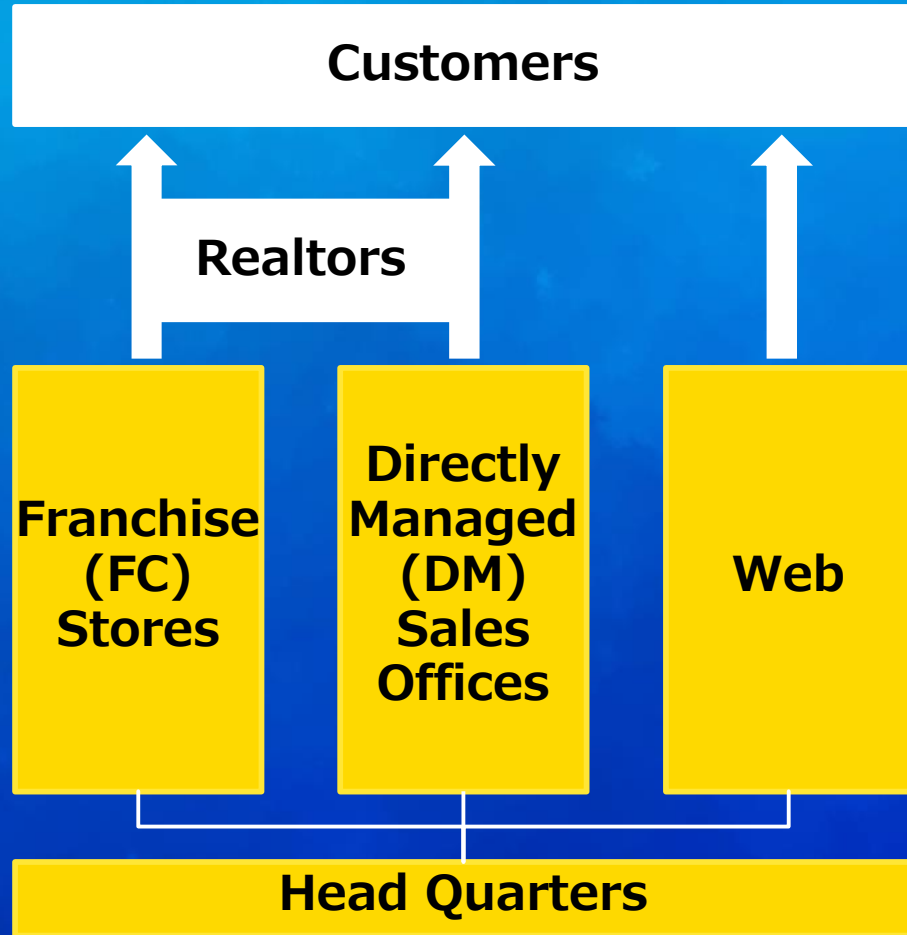 Customers
Realtors
Franchise
(FC)
Stores
Directly
Managed
(DM)
Sales
Offices
Web
Head Quarters